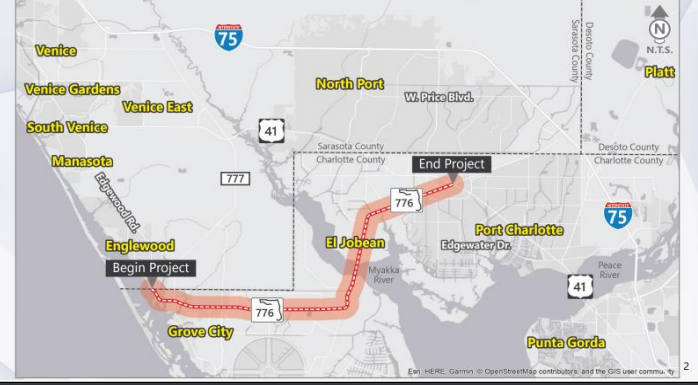 INTERSTATE
75
N
N.T.S.
Venice
Sarasota County
Desoto County
Platt
Venice Gardens
North Port
W. Price Blvd.
Venice East
South Venice
41
Sarasota County
Charlotte County
Desoto County
Charlotte County
Manasota
End Project
777
Edgewood Rd.
776
75
Port Charlotte
El Jobean
Edgewater Dr.
Englewood
Begin Project
Myakka
River
Peace
River
41
776
Grove City
Punta Gorda
Esri, HERE, Garmin, © OpenStreetMap contributors, and the GIS user community
2